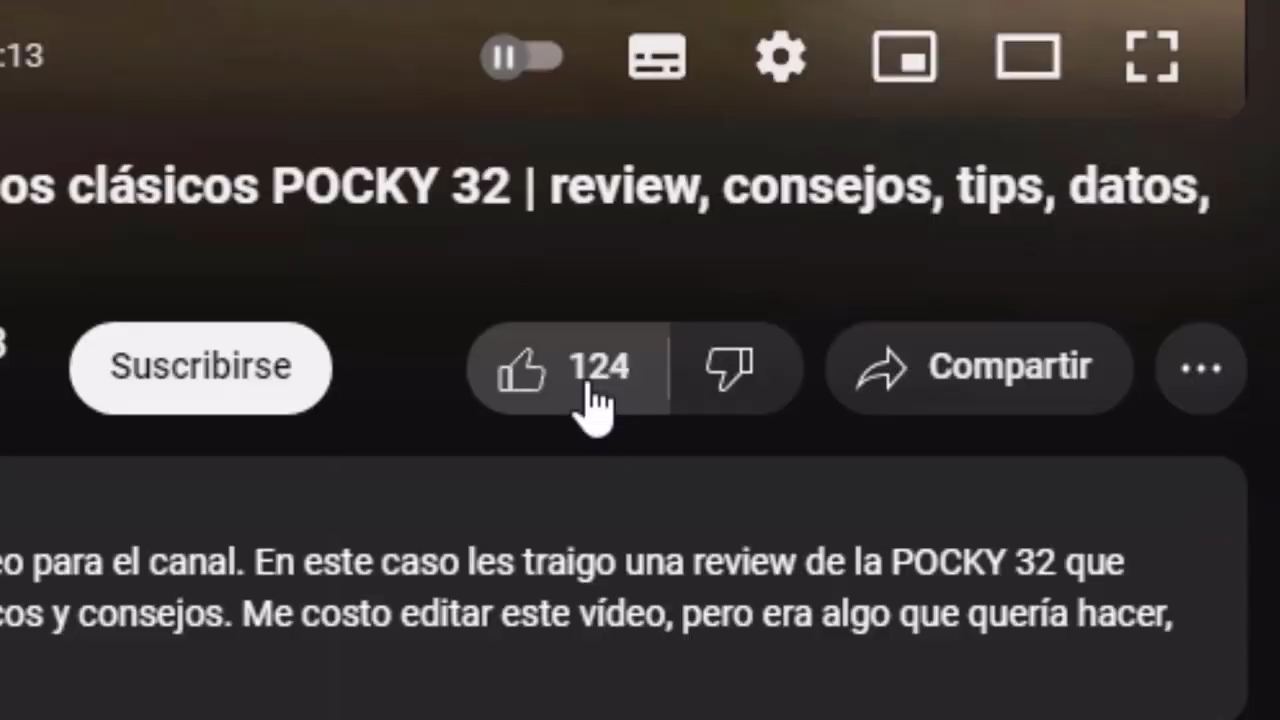 :13
os clásicos POCKY 32 | review, consejos, tips, datos,
Suscribirse
124
Compartir
para el canal. En este caso les traigo una review de la POCKY 32 que
cos y consejos. Me costo editar este vídeo, pero era algo que quería hacer,